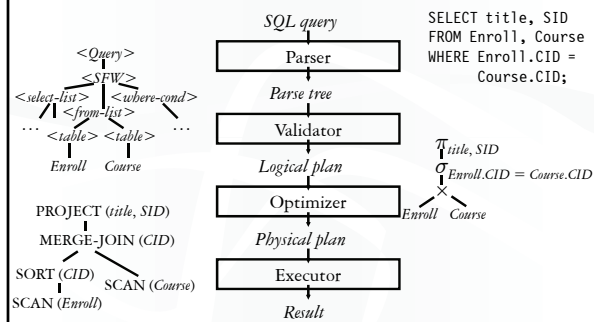 SQL query
Parser
Parse tree
Validator
Logical plan
Optimizer
Physical plan
Executor
Result
SELECT title, SID
FROM Enroll, Course
WHERE Enroll.CID =
Course.CID;
<Query>
<SFW>
<select-list> <where-cond>
<from-list>
… …
<table> <table>
Enroll Course
π title, SID
σ Enroll.CID = Course.CID
×
Enroll Course
PROJECT (title, SID)
MERGE-JOIN (CID)
SORT (CID)
SCAN (Course)
SCAN (Enroll)